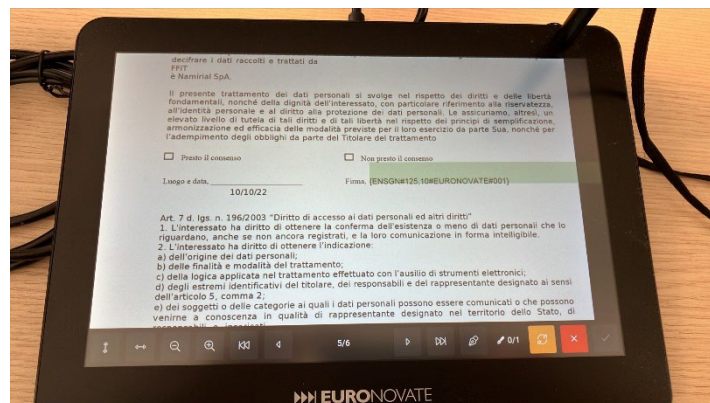 decifrare i dati raccolti e trattati da
FFIT
e Namirial SpA.
Il presente trattamento dei dati personali si svolge nel rispetto dei diritti e delle libertà
fondamentali, nonché della dignità dell'interessato, con particolare riferimento alla riservatezza,
all'identità personale e al diritto alla protezione dei dati personali. Le assicuriamo, altresì, un
elevato livello di tutela di tali diritti e di tali libertà nel rispetto dei principi di semplificazione,
armonizzazione ed efficacia delle modalità previste per il loro esercizio da parte Sua, nonché per
l'adempimento degli obblighi da parte del Titolare del trattamento
Presto il consenso Non presto il consenso
Luogo e data, Firma, {ENSGN#125,10#EURONOVATE#001}
10/10/22
Art. 7 d. lgs. n. 196/2003 "Diritto di accesso ai dati personali ed altri diritti"
1. L'interessato ha diritto di ottenere la conferma dell'esistenza o meno di dati personali che lo
riguardano, anche se non ancora registrati, e la loro comunicazione in forma intelligibile.
2. L'interessato ha diritto di ottenere l'indicazione:
a) dell'origine dei dati personali;
b) delle finalità e modalità del trattamento;
c) della logica applicata nel trattamento effettuato con l'ausilio di strumenti elettronici;
d) degli estremi identificativi del titolare, dei responsabili e del rappresentante designato ai sensi
dell'articolo 5, comma 2;
e) dei soggetti o delle categorie ai quali i dati personali possono essere comunicati o che possono
venirne a conoscenza in qualità di rappresentante designato nel territorio dello Stato, di
5/6 0/1
EURONOVATE